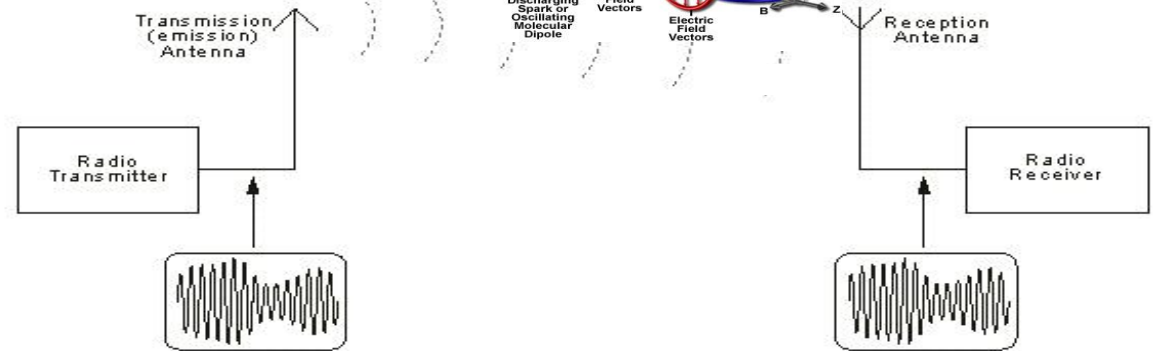 Transmission
(emission)
Antenna
Discharging
Spark or
Oscillating
Molecular
Dipole
Field
Vectors
Electric
Field
Vectors
B
Z
Reception
Antenna
Radio
Transmitter
Radio
Receiver